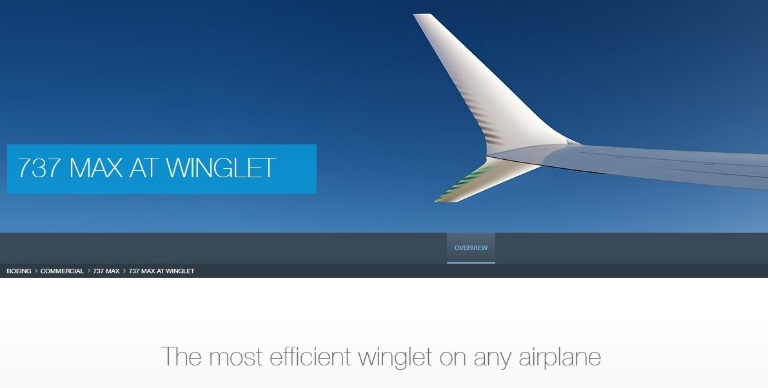 737 MAX AT WINGLET
OVERVIEW
BOEING > COMMERCIAL > 737 MAX > 737 MAX AT WINGLET
The most efficient winglet on any airplane